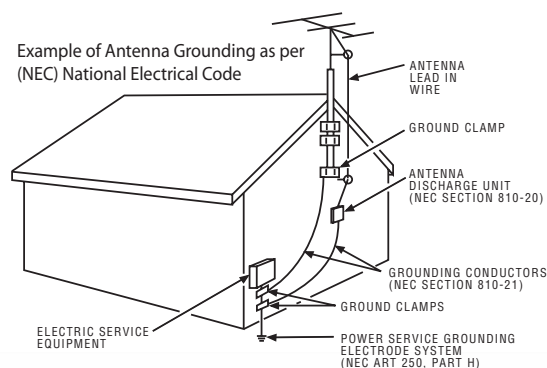 Example of Antenna Grounding as per
(NEC) National Electrical Code
ANTENNA
LEAD IN
WIRE
GROUND CLAMP
ANTENNA
DISCHARGE UNIT
(NEC SECTION 810-20)
GROUNDING CONDUCTORS
(NEC SECTION 810-21)
GROUND CLAMPS
ELECTRIC SERVICE
EQUIPMENT
POWER SERVICE GROUNDING
ELECTRODE SYSTEM
(NEC ART 250, PART H)